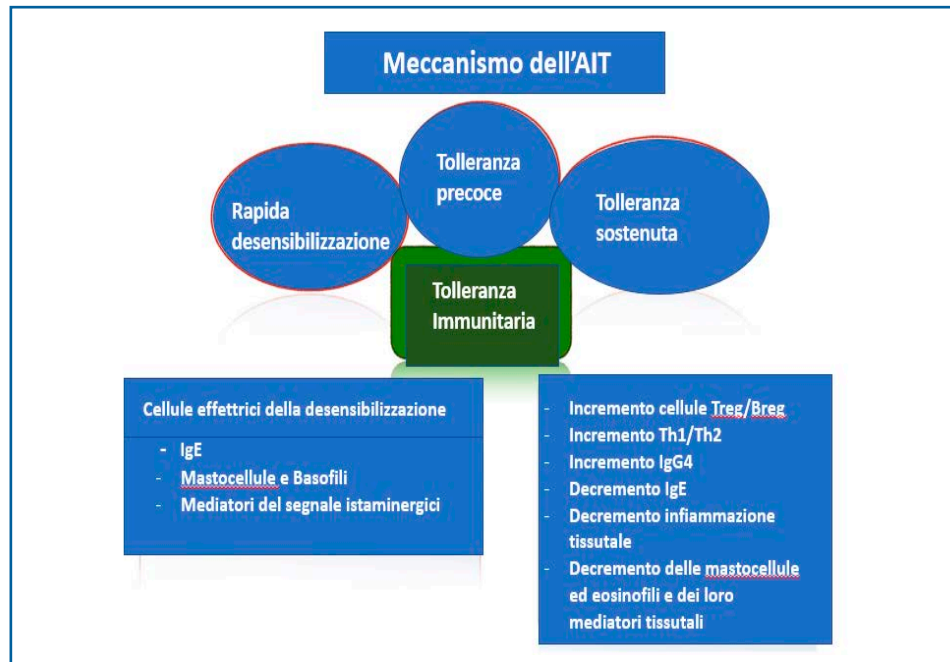 Meccanismo dell'AIT
Tolleranza
precoce
Rapida
desensibilizzazione
Tolleranza
sostenuta
Tolleranza
Immunitaria
Cellule effettrici della desensibilizzazione
- IgE
- Mastocellule e Basofili
- Mediatori del segnale istaminergici
- Incremento cellule Treg/Breg
- Incremento Th1/Th2
- Incremento IgG4
- Decremento IgE
- Decremento infiammazione
tissutale
- Decremento delle mastocellule
ed eosinofili e dei loro
mediatori tissutali